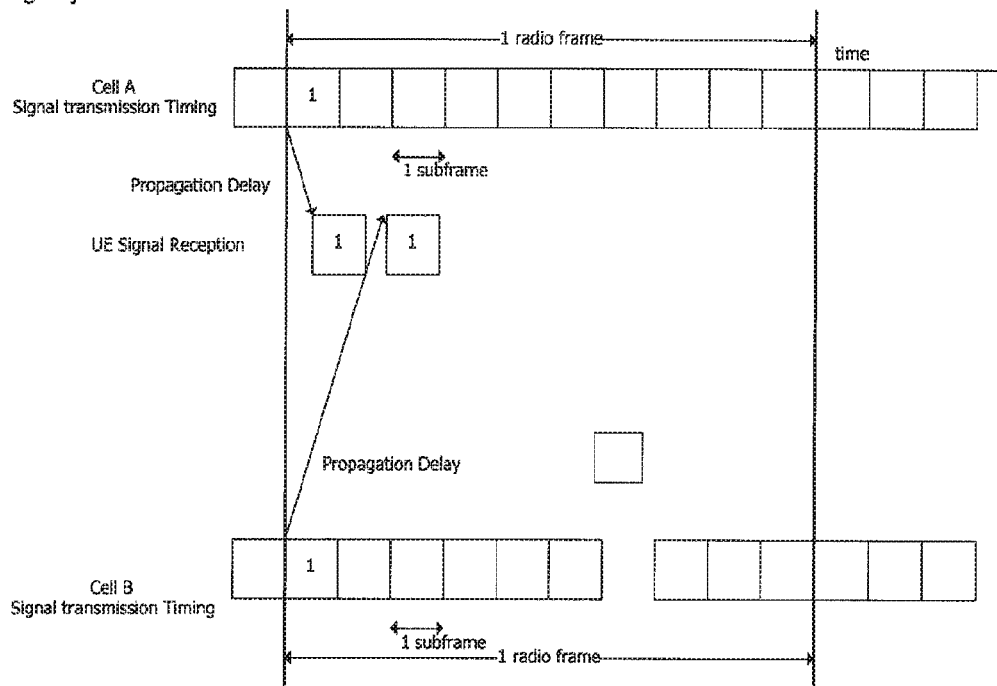 1 radio frame
time
Cell A
Signal transmission Timing
1
1 subframe
Propagation Delay
UE Signal Reception
1
1
Propagation Delay
1
Cell B
Signal transmission Timing
1 subframe
1 radio frame